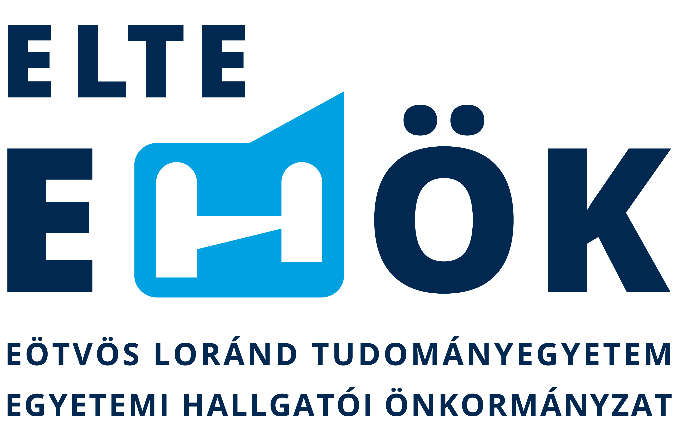 ELTE
EHÖK
EÖTVÖS LORÁND TUDOMÁNYEGYETEM
EGYETEMI HALLGATÓI ÖNKORMÁNYZAT